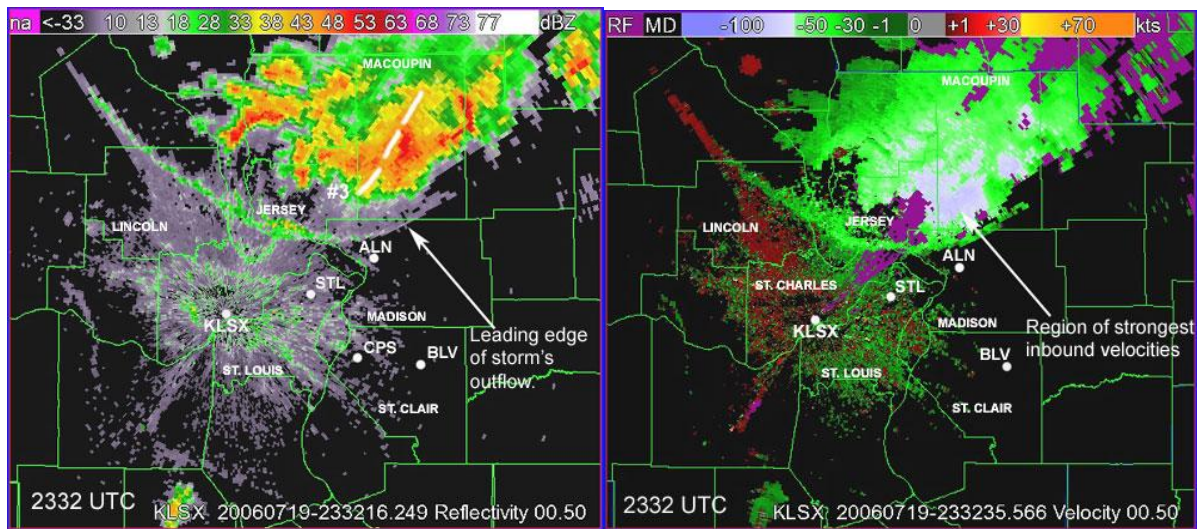 na <-33 10 13 18 28 33 38 43 48 53 63 68 73 77 dBZ
MACOUPIN
#3
JERSEY
LINCOLN
ALN
STL
KLSX
MADISON
CPS
BLV
ST. LOUIS
ST. CLAIR
Leading edge
of storm's
outflow.
2332 UTC
KLSX 20060719-233216.249 Reflectivity 00.50
RF MD -100 -50 -30 -1 0 +1 +30 +70 kts
MACOUPIN
JERSEY
LINCOLN
ALN
ST. CHARLES
STL
KLSX
MADISON
BLV
ST. LOUIS
ST. CLAIR
Region of strongest
inbound velocities
2332 UTC
KLSX 20060719-233235.566 Velocity 00.50